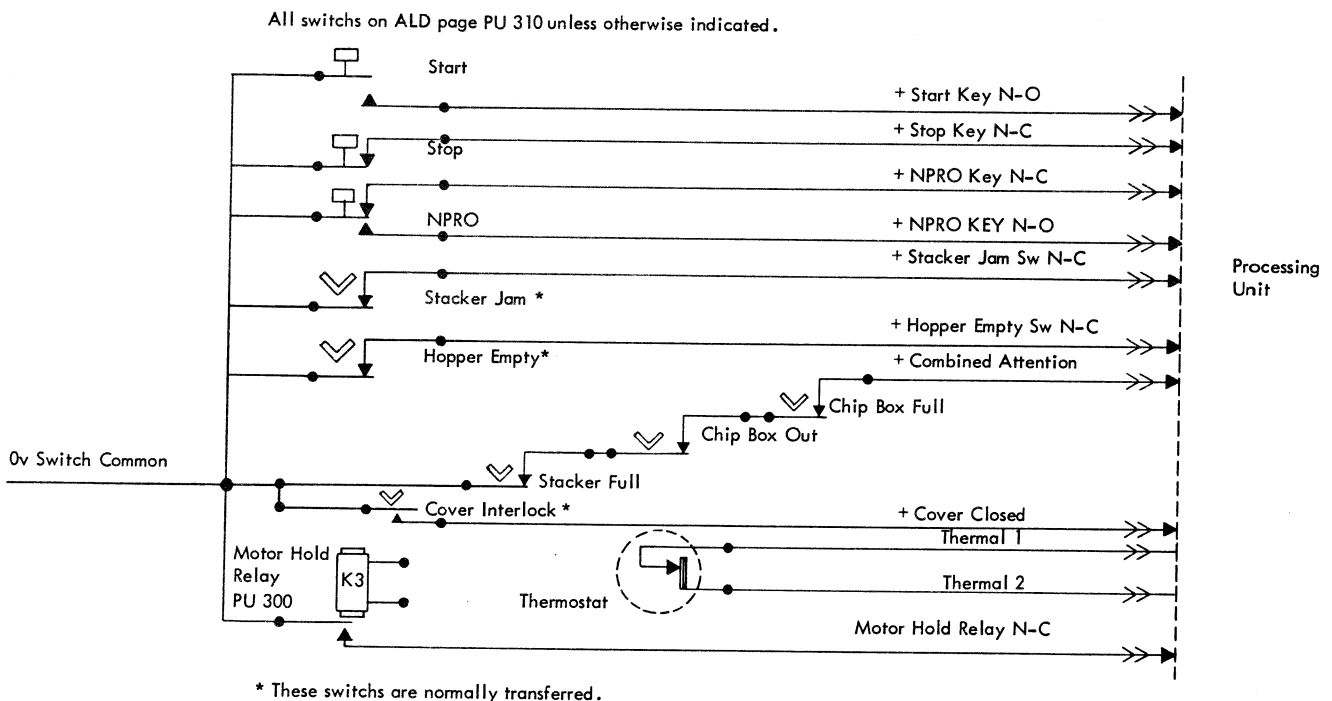 All switchs on ALD page PU 310 unless otherwise indicated.
Start
+ Start Key N-O
+ Stop Key N-C
Stop
+ NPRO Key N-C
NPRO
+ NPRO KEY N-O
+ Stacker Jam Sw N-C
Processing
Unit
Stacker Jam *
+ Hopper Empty Sw N-C
Hopper Empty*
+ Combined Attention
Chip Box Full
Chip Box Out
0v Switch Common
Stacker Full
Cover Interlock *
+ Cover Closed
Thermal 1
Motor Hold
Relay
PU 300
K3
Thermal 2
Thermostat
Motor Hold Relay N-C
* These switchs are normally transferred.